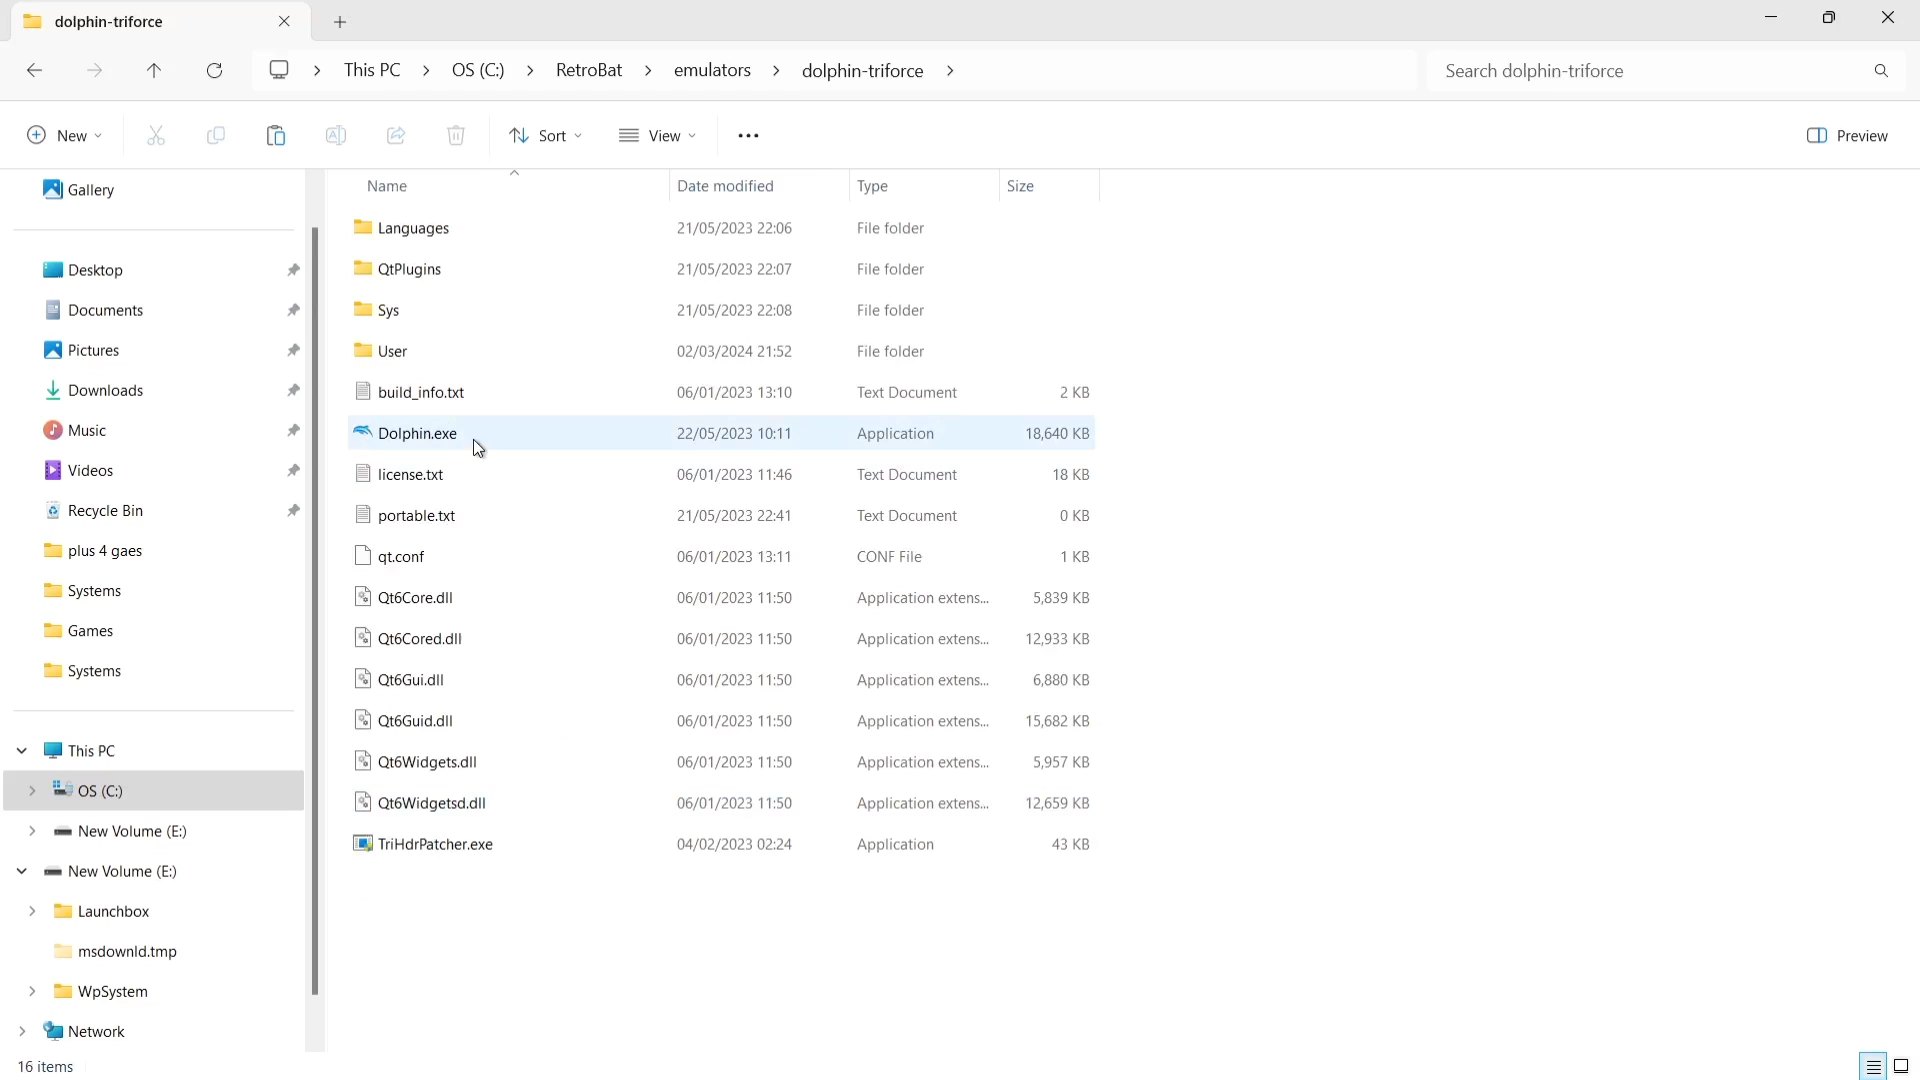 dolphin-triforce
This PC > OS (C:) > RetroBat > emulators > dolphin-triforce >
Search dolphin-triforce
New
Sort
View
Preview
Gallery
Desktop
Documents
Pictures
Downloads
Music
Videos
Recycle Bin
plus 4 gaes
Systems
Games
Systems
This PC
OS (C:)
New Volume (E:)
New Volume (E:)
Launchbox
msdownld.tmp
WpSystem
Network
Name Date modified Type Size
Languages 21/05/2023 22:06 File folder
QtPlugins 21/05/2023 22:07 File folder
Sys 21/05/2023 22:08 File folder
User 02/03/2024 21:52 File folder
build_info.txt 06/01/2023 13:10 Text Document 2 KB
Dolphin.exe 22/05/2023 10:11 Application 18,640 KB
license.txt 06/01/2023 11:46 Text Document 18 KB
portable.txt 21/05/2023 22:41 Text Document 0 KB
qt.conf 06/01/2023 13:11 CONF File 1 KB
Qt6Core.dll 06/01/2023 11:50 Application extens... 5,839 KB
Qt6Cored.dll 06/01/2023 11:50 Application extens... 12,933 KB
Qt6Gui.dll 06/01/2023 11:50 Application extens... 6,880 KB
Qt6Guid.dll 06/01/2023 11:50 Application extens... 15,682 KB
Qt6Widgets.dll 06/01/2023 11:50 Application extens... 5,957 KB
Qt6Widgetsd.dll 06/01/2023 11:50 Application extens... 12,659 KB
TriHdrPatcher.exe 04/02/2023 02:24 Application 43 KB
16 items